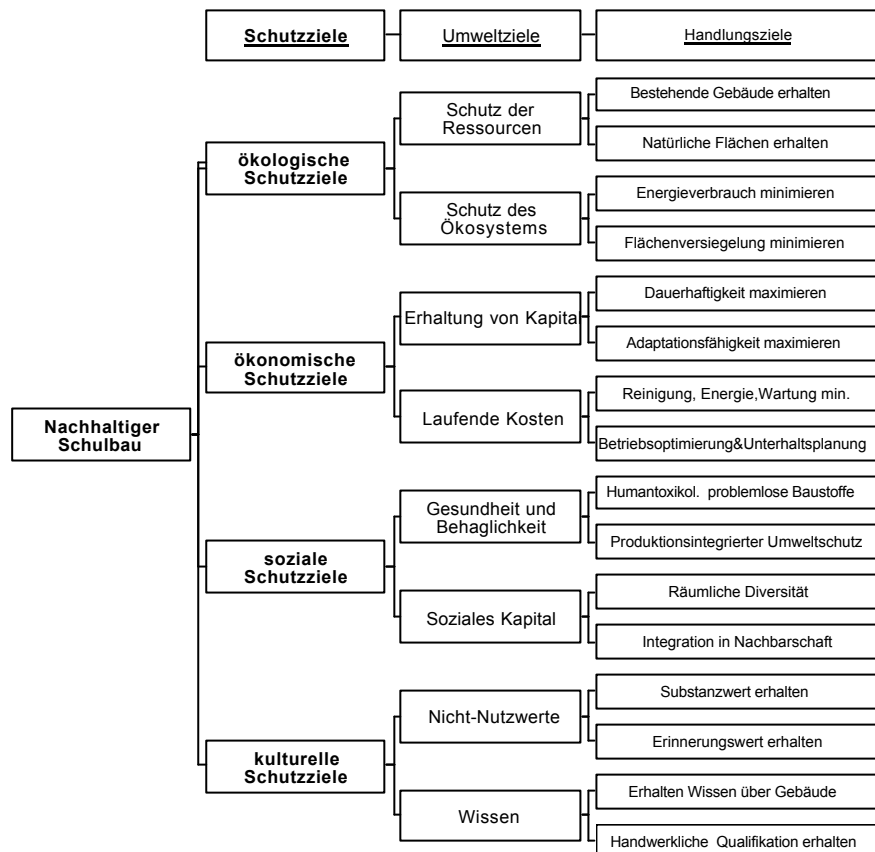 Schutzziele
Umweltziele
Handlungsziele
Nachhaltiger
Schulbau
ökologische
Schutzziele
Schutz der
Ressourcen
Bestehende Gebäude erhalten
Natürliche Flächen erhalten
Schutz des
Ökosystems
Energieverbrauch minimieren
Flächenversiegelung minimieren
ökonomische
Schutzziele
Erhaltung von Kapital
Dauerhaftigkeit maximieren
Adaptationsfähigkeit maximieren
Laufende Kosten
Reinigung, Energie,Wartung min.
Betriebsoptimierung&Unterhaltsplanung
soziale
Schutzziele
Gesundheit und
Behaglichkeit
Humantoxikol. problemlose Baustoffe
Produktionsintegrierter Umweltschutz
Soziales Kapital
Räumliche Diversität
Integration in Nachbarschaft
kulturelle
Schutzziele
Nicht-Nutzwerte
Substanzwert erhalten
Erinnerungswert erhalten
Wissen
Erhalten Wissen über Gebäude
Handwerkliche Qualifikation erhalten